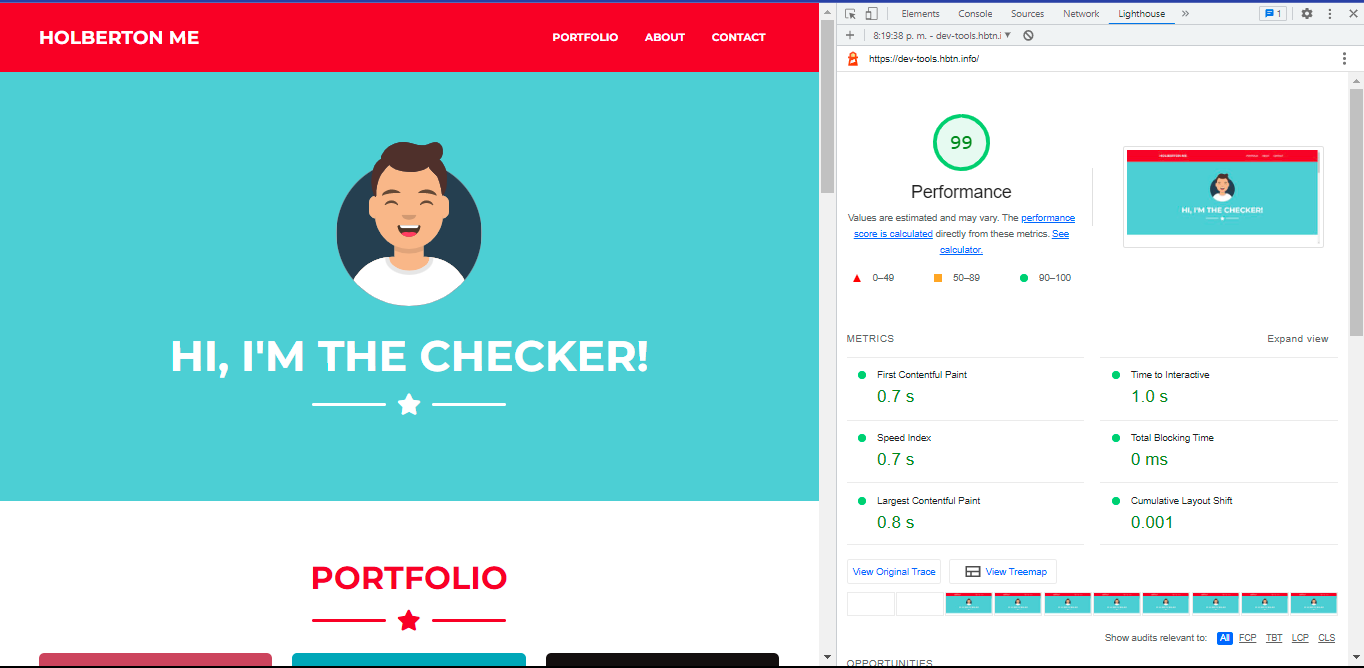 HOLBERTON ME
PORTFOLIO ABOUT CONTACT
HI, I'M THE CHECKER!
PORTFOLIO
Elements Console Sources Network Lighthouse » 1
8:19:38 p. m. - dev-tools.hbtn.i
https://dev-tools.hbtn.info/
99
Performance
Values are estimated and may vary. The performance
score is calculated directly from these metrics. See
calculator.
0–49 50–89 90–100
HI, I'M THE CHECKER!
METRICS
Expand view
First Contentful Paint
0.7 s
Time to Interactive
1.0 s
Speed Index
0.7 s
Total Blocking Time
0 ms
Largest Contentful Paint
0.8 s
Cumulative Layout Shift
0.001
View Original Trace
View Treemap
Show audits relevant to: All FCP TBT LCP CLS
OPPORTUNITIES